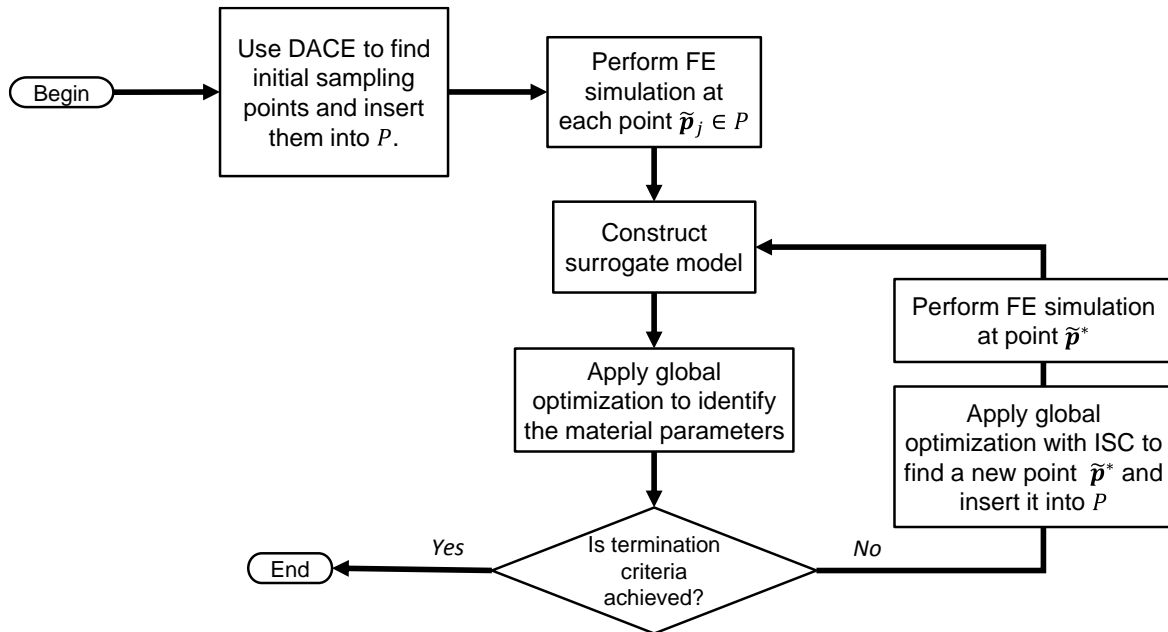 Begin
Use DACE to find
initial sampling
points and insert
them into P.
Perform FE
simulation at
each point p̃_j ∈ P
Construct
surrogate model
Apply global
optimization to identify
the material parameters
Is termination
criteria
achieved?
Yes
End
No
Apply global
optimization with ISC to
find a new point p̃* and
insert it into P
Perform FE simulation
at point p̃*